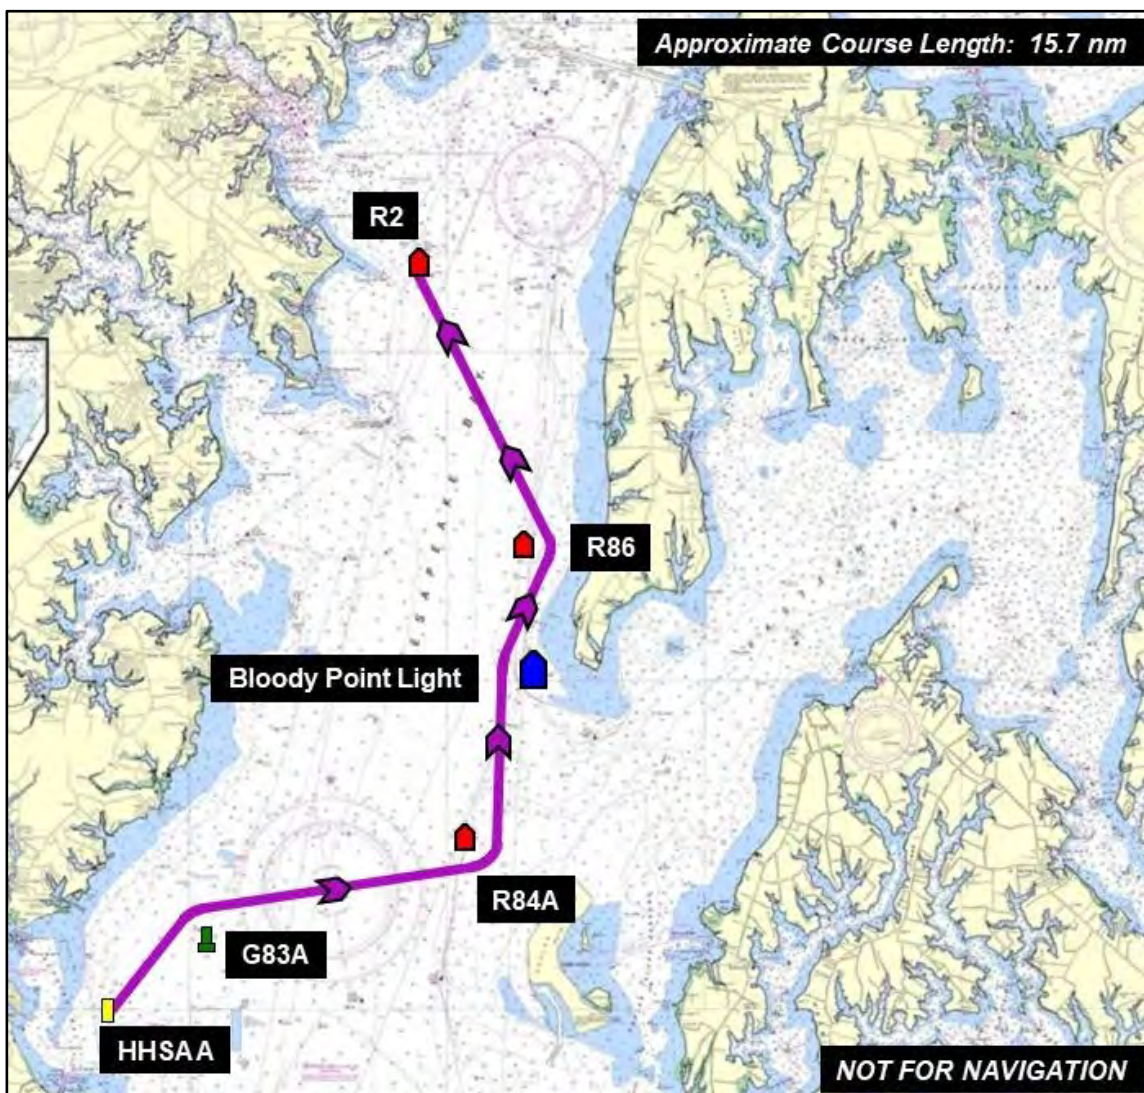 Approximate Course Length: 15.7 nm
R2
R86
Bloody Point Light
R84A
G83A
HHSAA
NOT FOR NAVIGATION